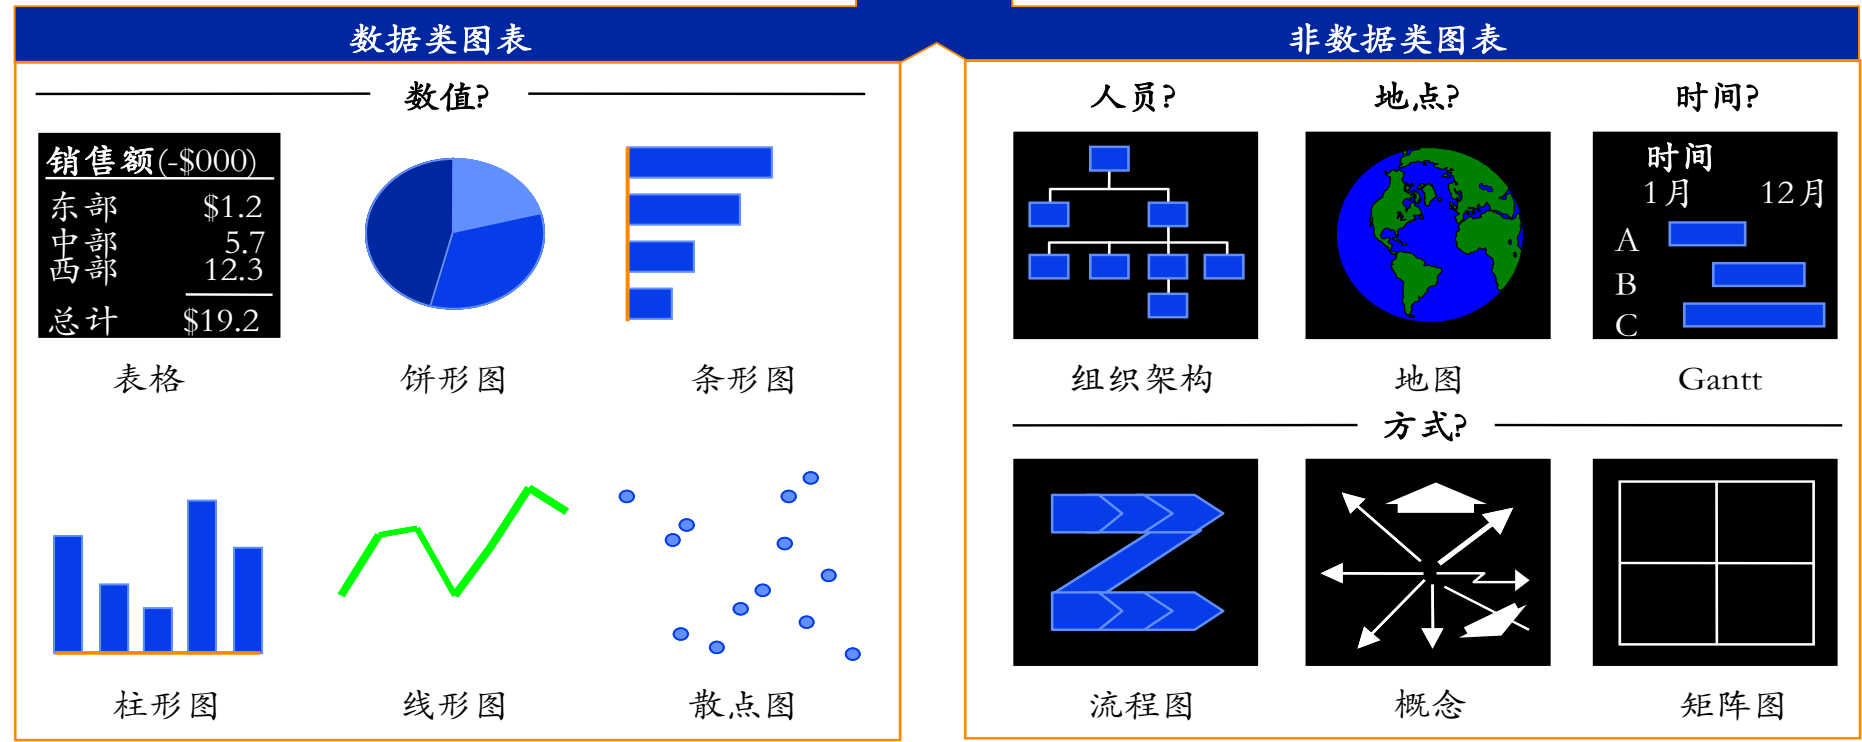 数据类图表
数值?
销售额(-$000)
东部 $1.2
中部 5.7
西部 12.3
总计 $19.2
表格
饼形图
条形图
柱形图
线形图
散点图
非数据类图表
人员?
地点?
时间?
时间
1月 12月
A
B
C
组织架构
地图
Gantt
方式?
流程图
概念
矩阵图